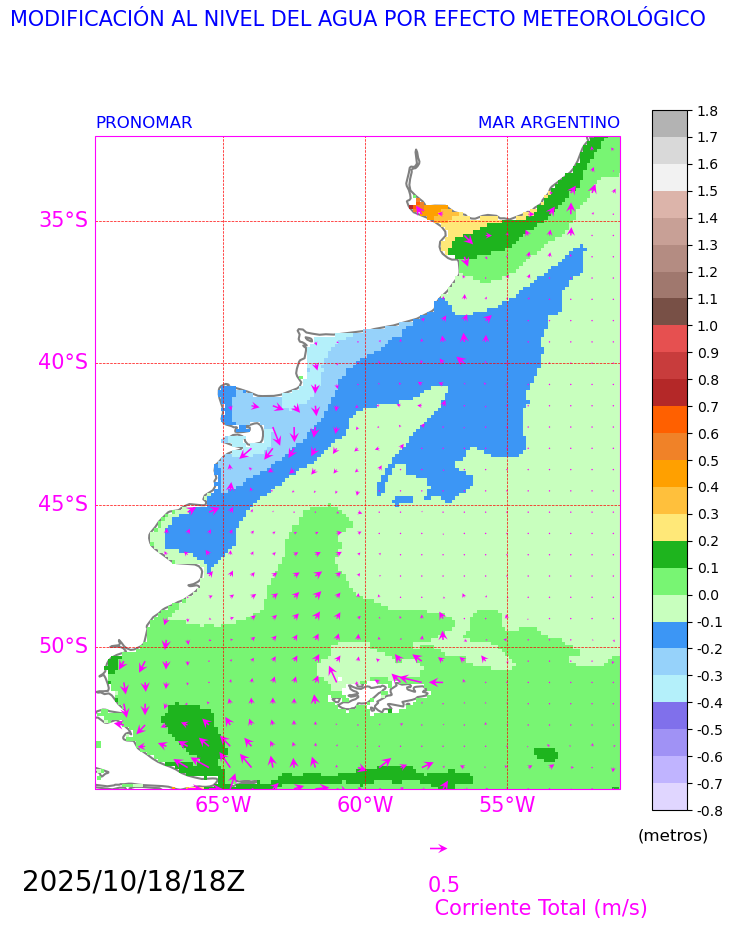 MODIFICACIÓN AL NIVEL DEL AGUA POR EFECTO METEOROLÓGICO
PRONOMAR MAR ARGENTINO
35°S
40°S
45°S
50°S
65°W 60°W 55°W
1.8
1.7
1.6
1.5
1.4
1.3
1.2
1.1
1.0
0.9
0.8
0.7
0.6
0.5
0.4
0.3
0.2
0.1
0.0
-0.1
-0.2
-0.3
-0.4
-0.5
-0.6
-0.7
-0.8
(metros)
2025/10/18/18Z
0.5
Corriente Total (m/s)